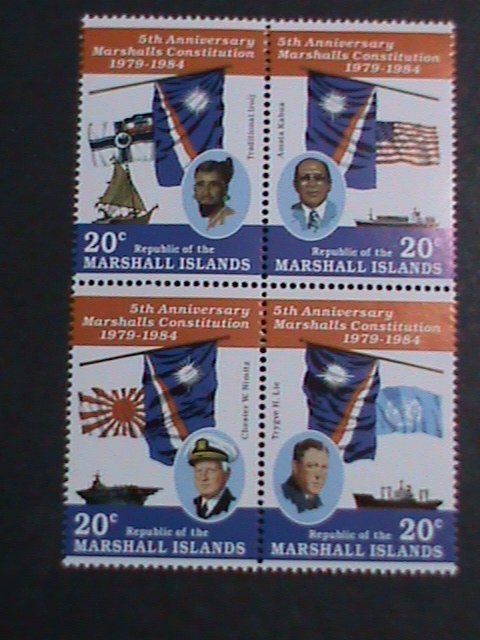 5th Anniversary
Marshalls Constitution
1979-1984
Traditional Iroij
20c
Republic of the
MARSHALL ISLANDS
5th Anniversary
Marshalls Constitution
1979-1984
Amata Kabua
Republic of the
20c
MARSHALL ISLANDS
5th Anniversary
Marshalls Constitution
1979-1984
Chester W. Nimitz
20c
Republic of the
MARSHALL ISLANDS
5th Anniversary
Marshalls Constitution
1979-1984
Trygve H. Lie
Republic of the
20c
MARSHALL ISLANDS